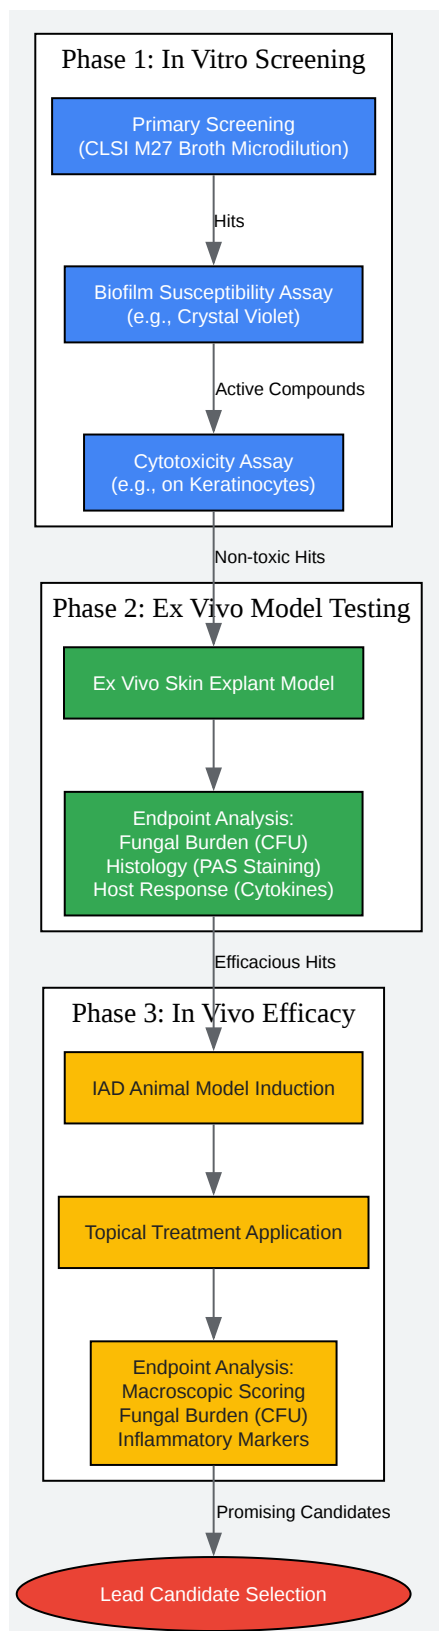 Phase 1: In Vitro Screening
Primary Screening
(CLSI M27 Broth Microdilution)
Hits
Biofilm Susceptibility Assay
(e.g., Crystal Violet)
Active Compounds
Cytotoxicity Assay
(e.g., on Keratinocytes)
Non-toxic Hits
Phase 2: Ex Vivo Model Testing
Ex Vivo Skin Explant Model
Endpoint Analysis:
Fungal Burden (CFU)
Histology (PAS Staining)
Host Response (Cytokines)
Efficacious Hits
Phase 3: In Vivo Efficacy
IAD Animal Model Induction
Topical Treatment Application
Endpoint Analysis:
Macroscopic Scoring
Fungal Burden (CFU)
Inflammatory Markers
Promising Candidates
Lead Candidate Selection